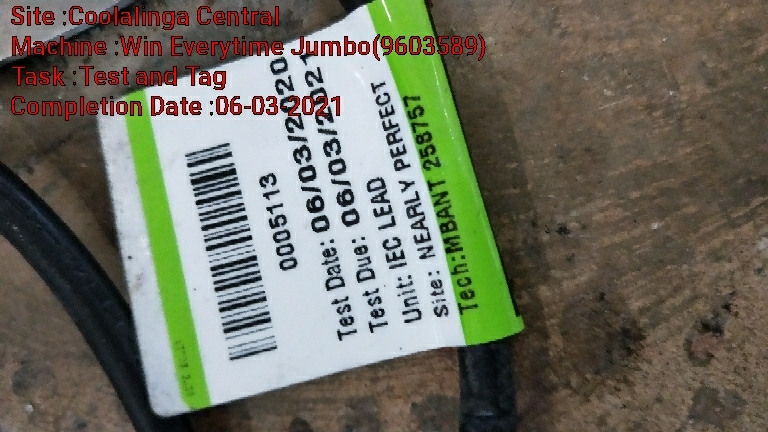 Site :Coolalinga Central
Machine :Win Everytime Jumbo(9603589)
Task :Test and Tag
Completion Date :06-03-2021
0005113
Test Date: 06/03/2020
Test Due: 06/03/2021
Unit: IEC LEAD
Site: NEARLY PERFECT
Tech:MBANT 258757